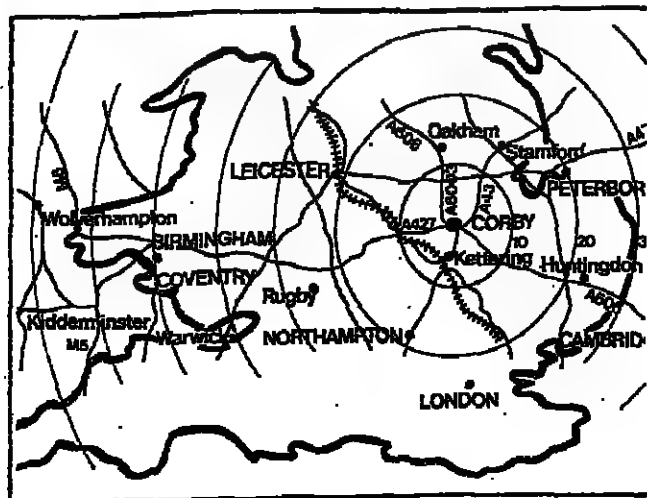 A606
Oakham
Stamford
A47
LEICESTER
M5
A6003
A43
PETERBOR
Wolverhampton
A427
CORBY
BIRMINGHAM
10
20
3
Kettering
COVENTRY
Huntingdon
Rugby
A604
Kidderminster
Warwick
NORTHAMPTON
CAMBRID
M5
LONDON